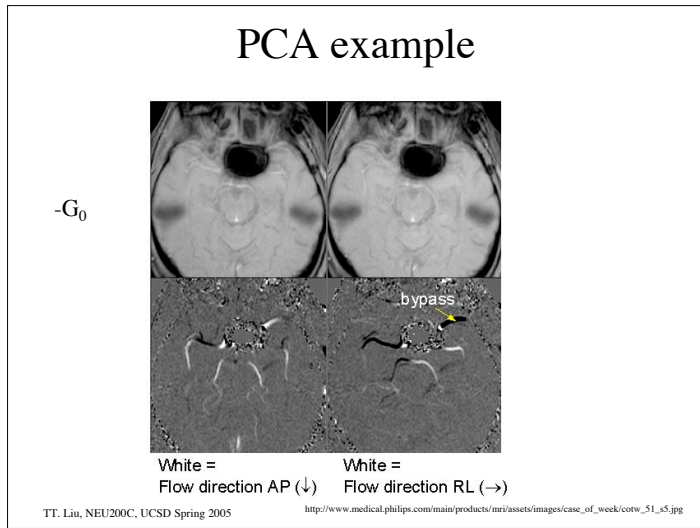 PCA example
-G₀
bypass
White =
Flow direction AP (↓)
White =
Flow direction RL (→)
TT. Liu, NEU200C, UCSD Spring 2005
http://www.medical.philips.com/main/products/mri/assets/images/case_of_week/cotw_51_s5.jpg